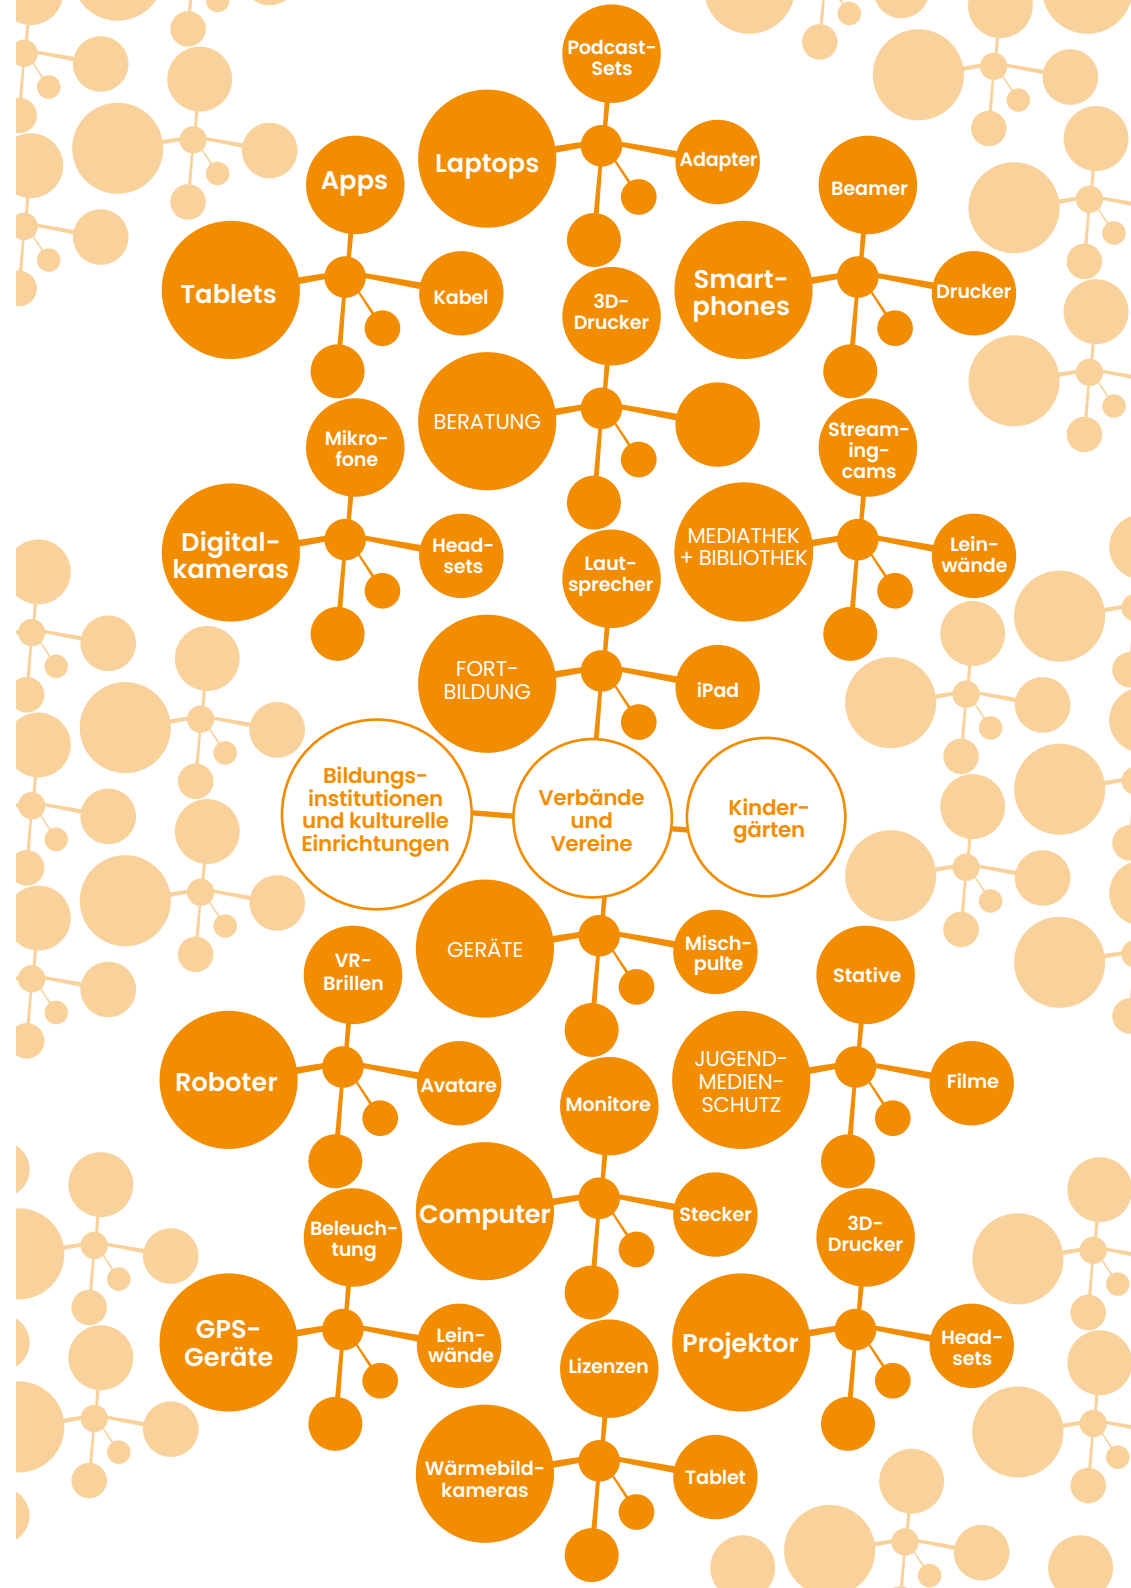 Podcast-
Sets
Laptops
Adapter
Apps
Beamer
Tablets
Kabel
Smart-
phones
Drucker
3D-
Drucker
BERATUNG
Mikro-
fone
Stream-
ing-
cams
Digital-
kameras
Head-
sets
MEDIATHEK
+ BIBLIOTHEK
Lein-
wände
Laut-
sprecher
FORT-
BILDUNG
iPad
Bildungs-
institutionen
und kulturelle
Einrichtungen
Verbände
und
Vereine
Kinder-
gärten
GERÄTE
Misch-
pulte
VR-
Brillen
Stative
Roboter
Avatare
JUGEND-
MEDIEN-
SCHUTZ
Filme
Monitore
Computer
Stecker
Beleuch-
tung
3D-
Drucker
GPS-
Geräte
Lein-
wände
Projektor
Head-
sets
Lizenzen
Wärmebild-
kameras
Tablet